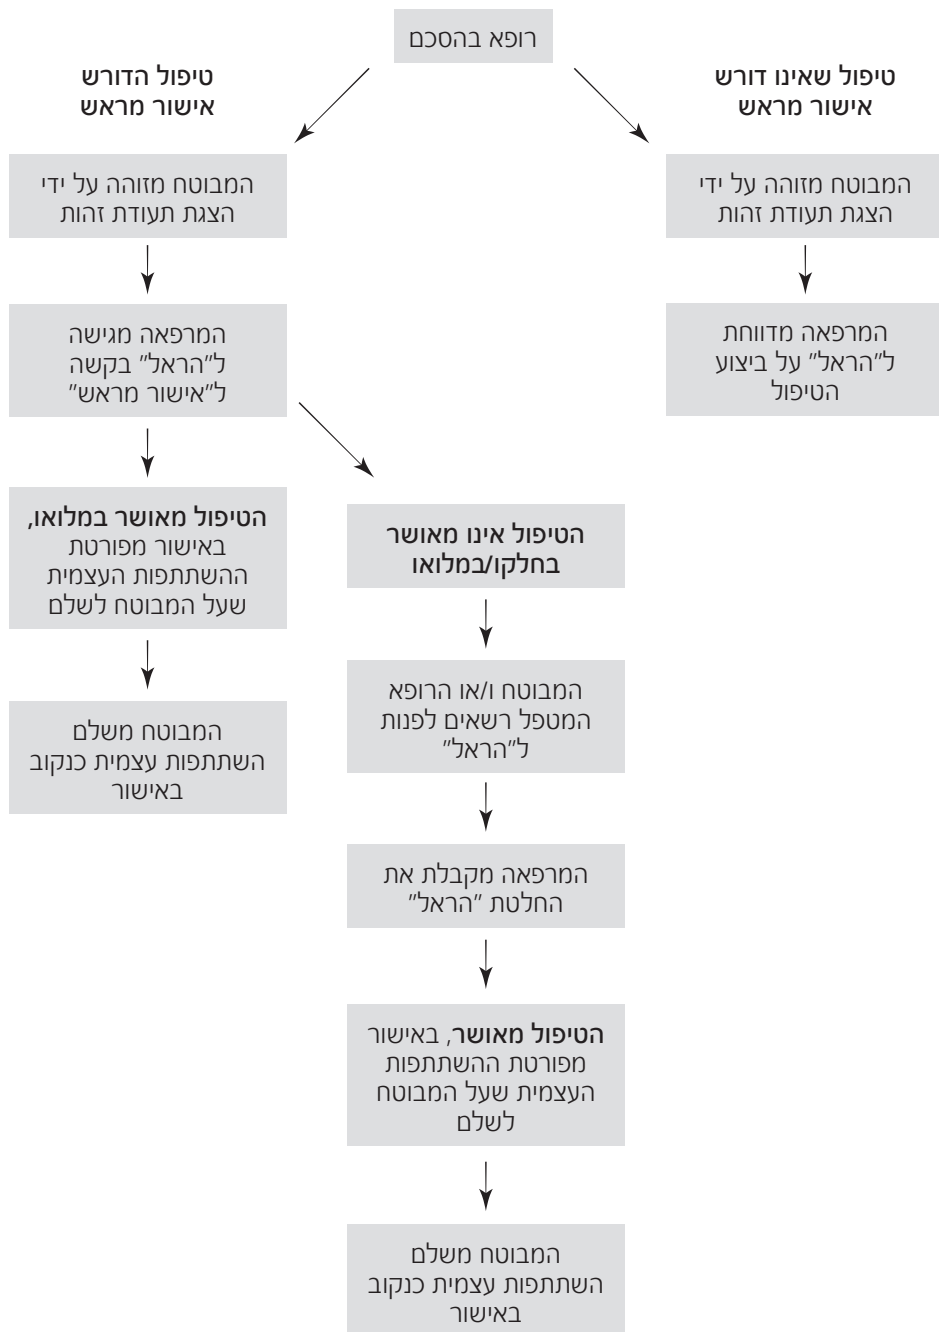 רופא בהסכם
טיפול שאינו דורש
אישור מראש
המבוטח מזוהה על ידי
הצגת תעודת זהות
המרפאה מדווחת
ל"הראל" על ביצוע
הטיפול
טיפול הדורש
אישור מראש
המבוטח מזוהה על ידי
הצגת תעודת זהות
המרפאה מגישה
ל"הראל" בקשה
ל"אישור מראש"
הטיפול מאושר במלואו,
באישור מפורטת
ההשתתפות העצמית
שעל המבוטח לשלם
המבוטח משלם
השתתפות עצמית כנקוב
באישור
הטיפול אינו מאושר
בחלקו/במלואו
המבוטח ו/או הרופא
המטפל רשאים לפנות
ל"הראל"
המרפאה מקבלת את
החלטת "הראל"
הטיפול מאושר, באישור
מפורטת ההשתתפות
העצמית שעל המבוטח
לשלם
המבוטח משלם
השתתפות עצמית כנקוב
באישור